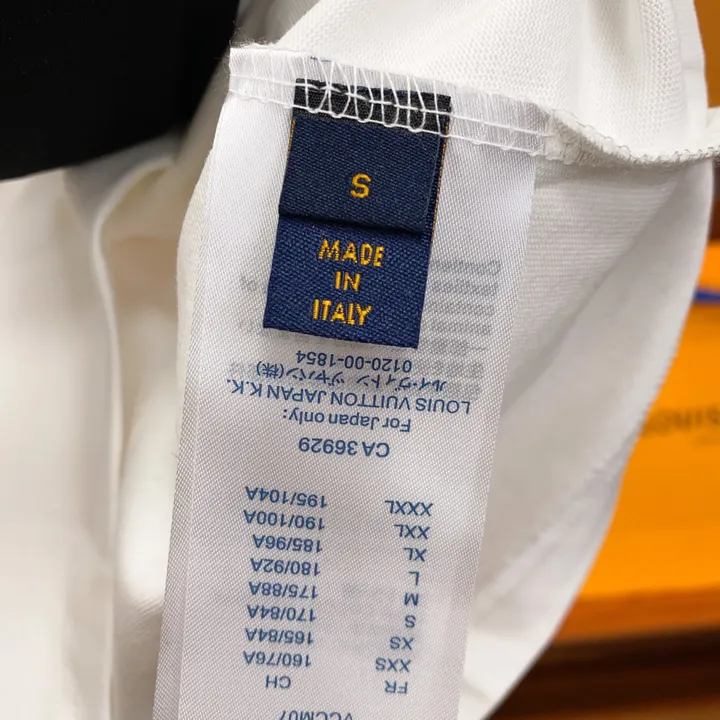 S
MADE
IN
ITALY
VCCM07
FR CH
XXS 160/76A
XS 165/84A
S 170/84A
M 175/88A
L 180/92A
XL 185/96A
XXL 190/100A
XXXL 195/104A
CA 36929
For Japan only:
LOUIS VUITTON JAPAN K.K.
ルイ・ヴィトン ジャパン(株)
0120-00-1854